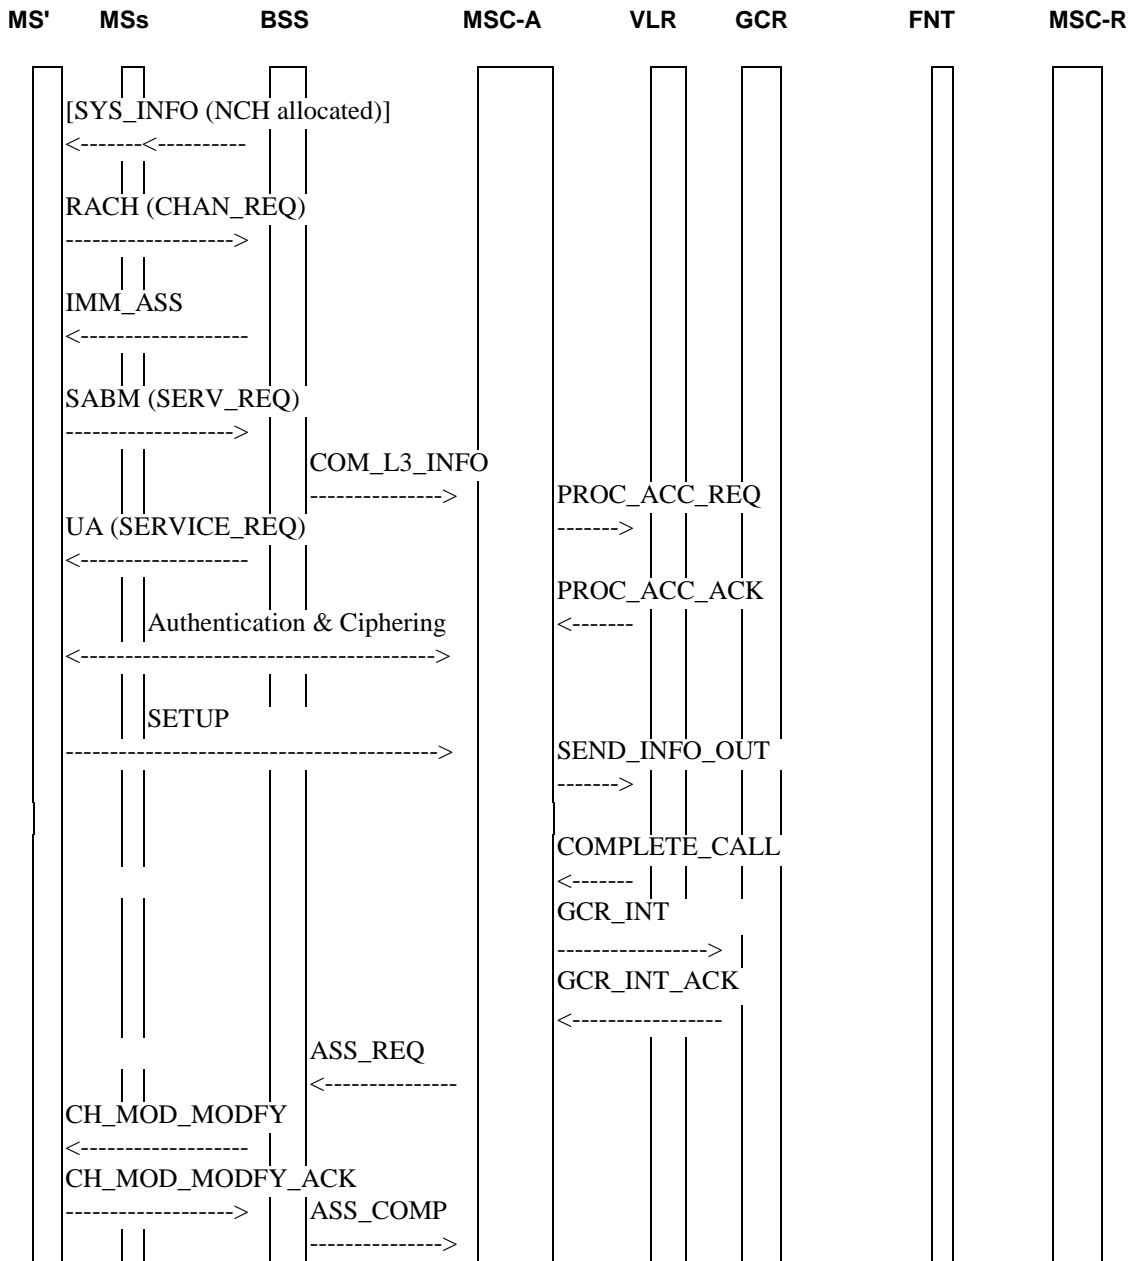 MS' MSs BSS MSC-A VLR GCR FNT MSC-R
[SYS_INFO (NCH allocated)]
<-------<----------
RACH (CHAN_REQ)
------------------->
IMM_ASS
<-------------------
SABM (SERV_REQ)
------------------->
COM_L3_INFO
---------------> PROC_ACC_REQ
UA (SERVICE_REQ) ------->
<-------------------
PROC_ACC_ACK
Authentication & Ciphering <-------
<---------------------------------------->
SETUP
------------------------------------------> SEND_INFO_OUT
------->
COMPLETE_CALL
<-------
GCR_INT
----------------->
GCR_INT_ACK
<-----------------
ASS_REQ
<---------------
CH_MOD_MODFY
<-------------------
CH_MOD_MODFY_ACK
-------------------> ASS_COMP
--------------->